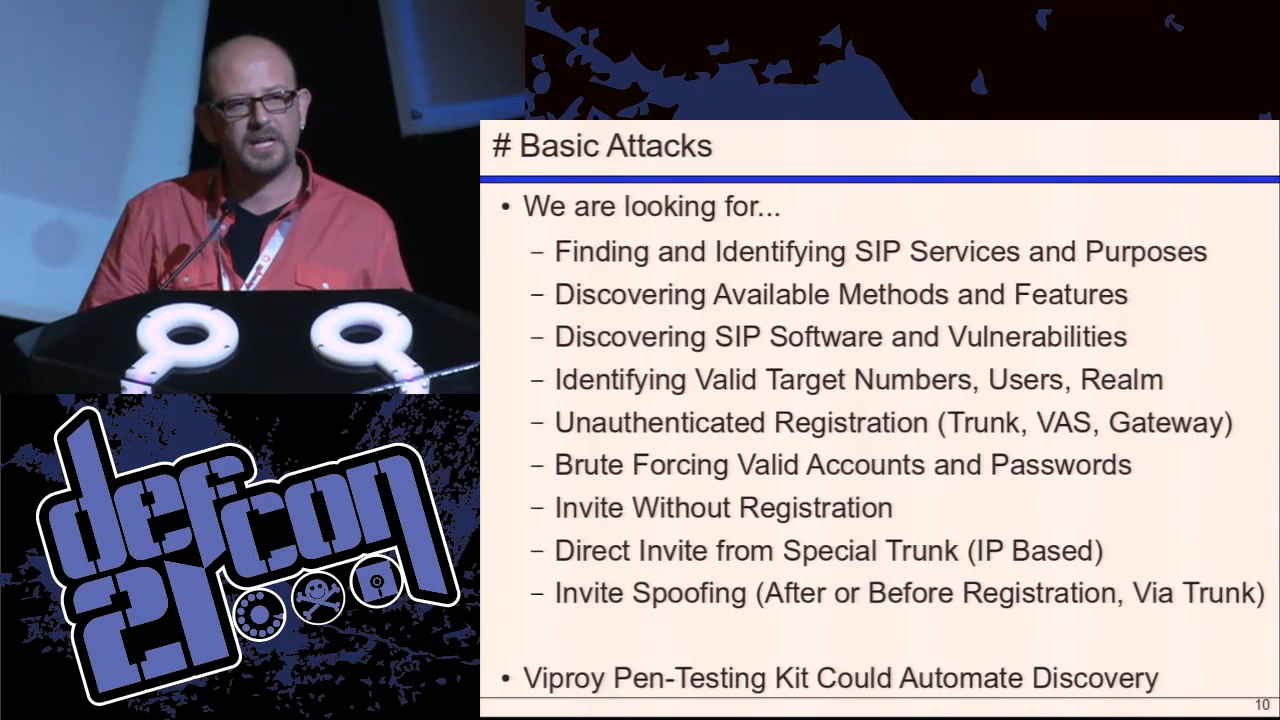 # Basic Attacks
• We are looking for...
– Finding and Identifying SIP Services and Purposes
– Discovering Available Methods and Features
– Discovering SIP Software and Vulnerabilities
– Identifying Valid Target Numbers, Users, Realm
– Unauthenticated Registration (Trunk, VAS, Gateway)
– Brute Forcing Valid Accounts and Passwords
– Invite Without Registration
– Direct Invite from Special Trunk (IP Based)
– Invite Spoofing (After or Before Registration, Via Trunk)
• Viproy Pen-Testing Kit Could Automate Discovery
10
defcon
21